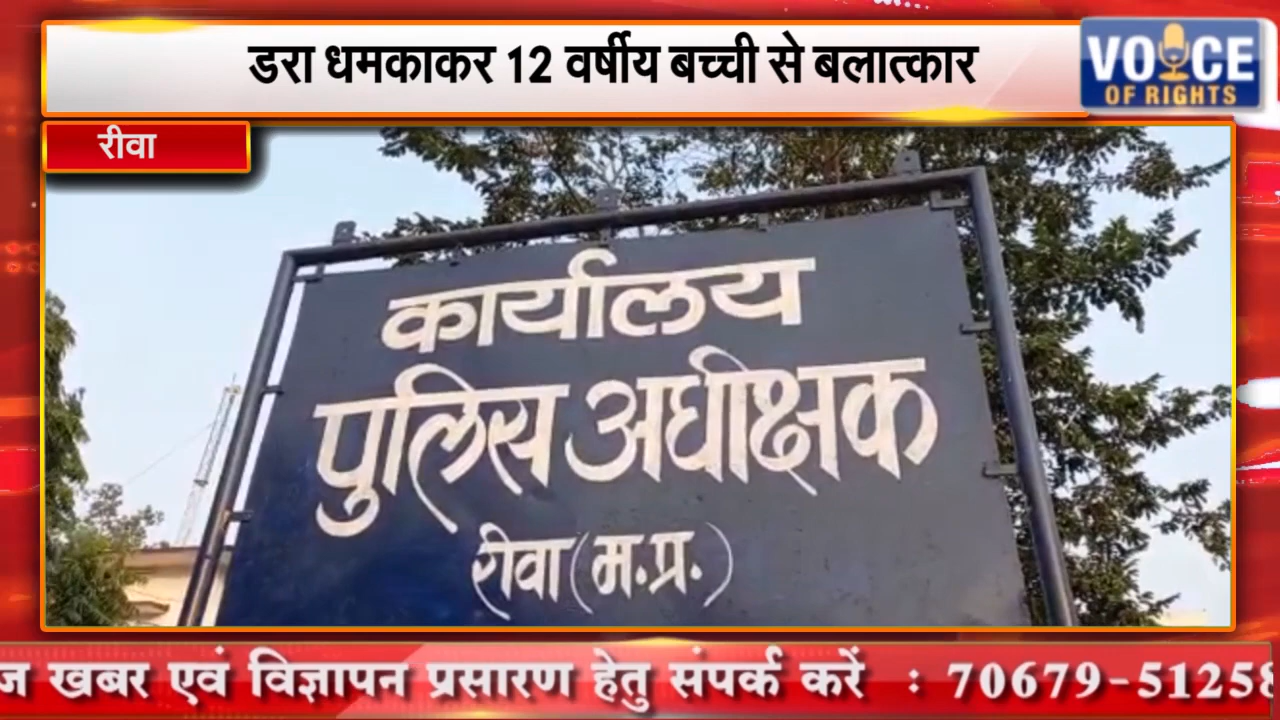 डरा धमकाकर 12 वर्षीय बच्ची से बलात्कार
VOICE
OF RIGHTS
रीवा
कार्यालय
पुलिस अधीक्षक
रीवा (म.प्र.)
खबर एवं विज्ञापन प्रसारण हेतु संपर्क करें : 70679-51258